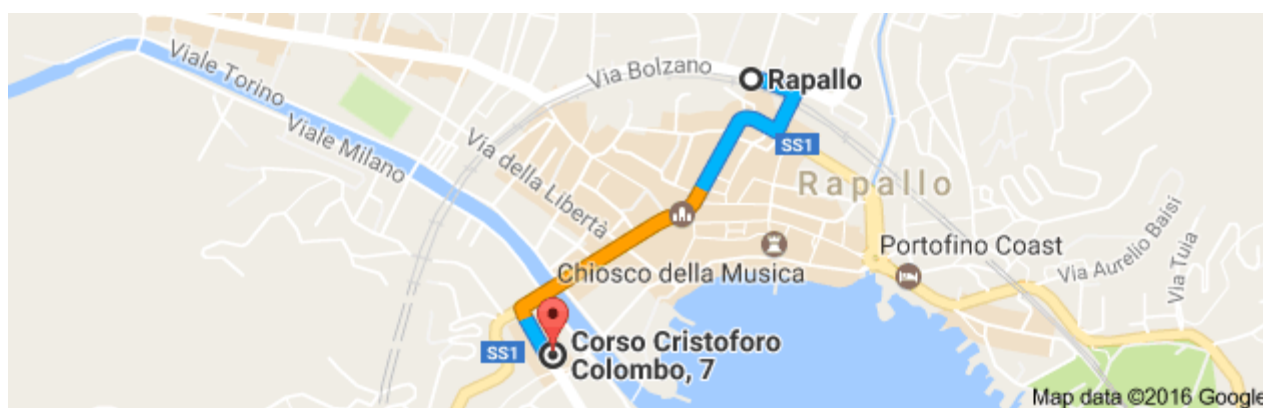 Viale Torino
Viale Milano
Via Bolzano
Rapallo
SS1
Via della Libertà
Rapallo
Portofino Coast
Via Aurelio Baisi
Via Tuia
Chiosco della Musica
SS1
Corso Cristoforo
Colombo, 7
Map data ©2016 Google